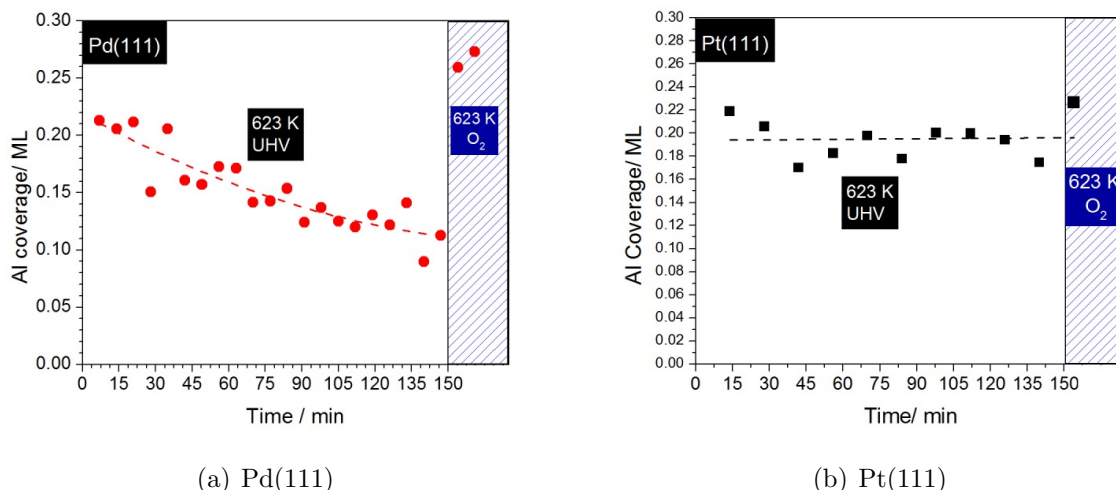 0.30
0.25
0.20
0.15
0.10
0.05
0.00
Al coverage/ ML
Pd(111)
623 K
UHV
623 K
O2
0 15 30 45 60 75 90 105 120 135 150
Time / min
(a) Pd(111)
0.30
0.28
0.26
0.24
0.22
0.20
0.18
0.16
0.14
0.12
0.10
0.08
0.06
0.04
0.02
0.00
Al Coverage/ ML
Pt(111)
623 K
UHV
623 K
O2
0 15 30 45 60 75 90 105 120 135 150
Time/ min
(b) Pt(111)